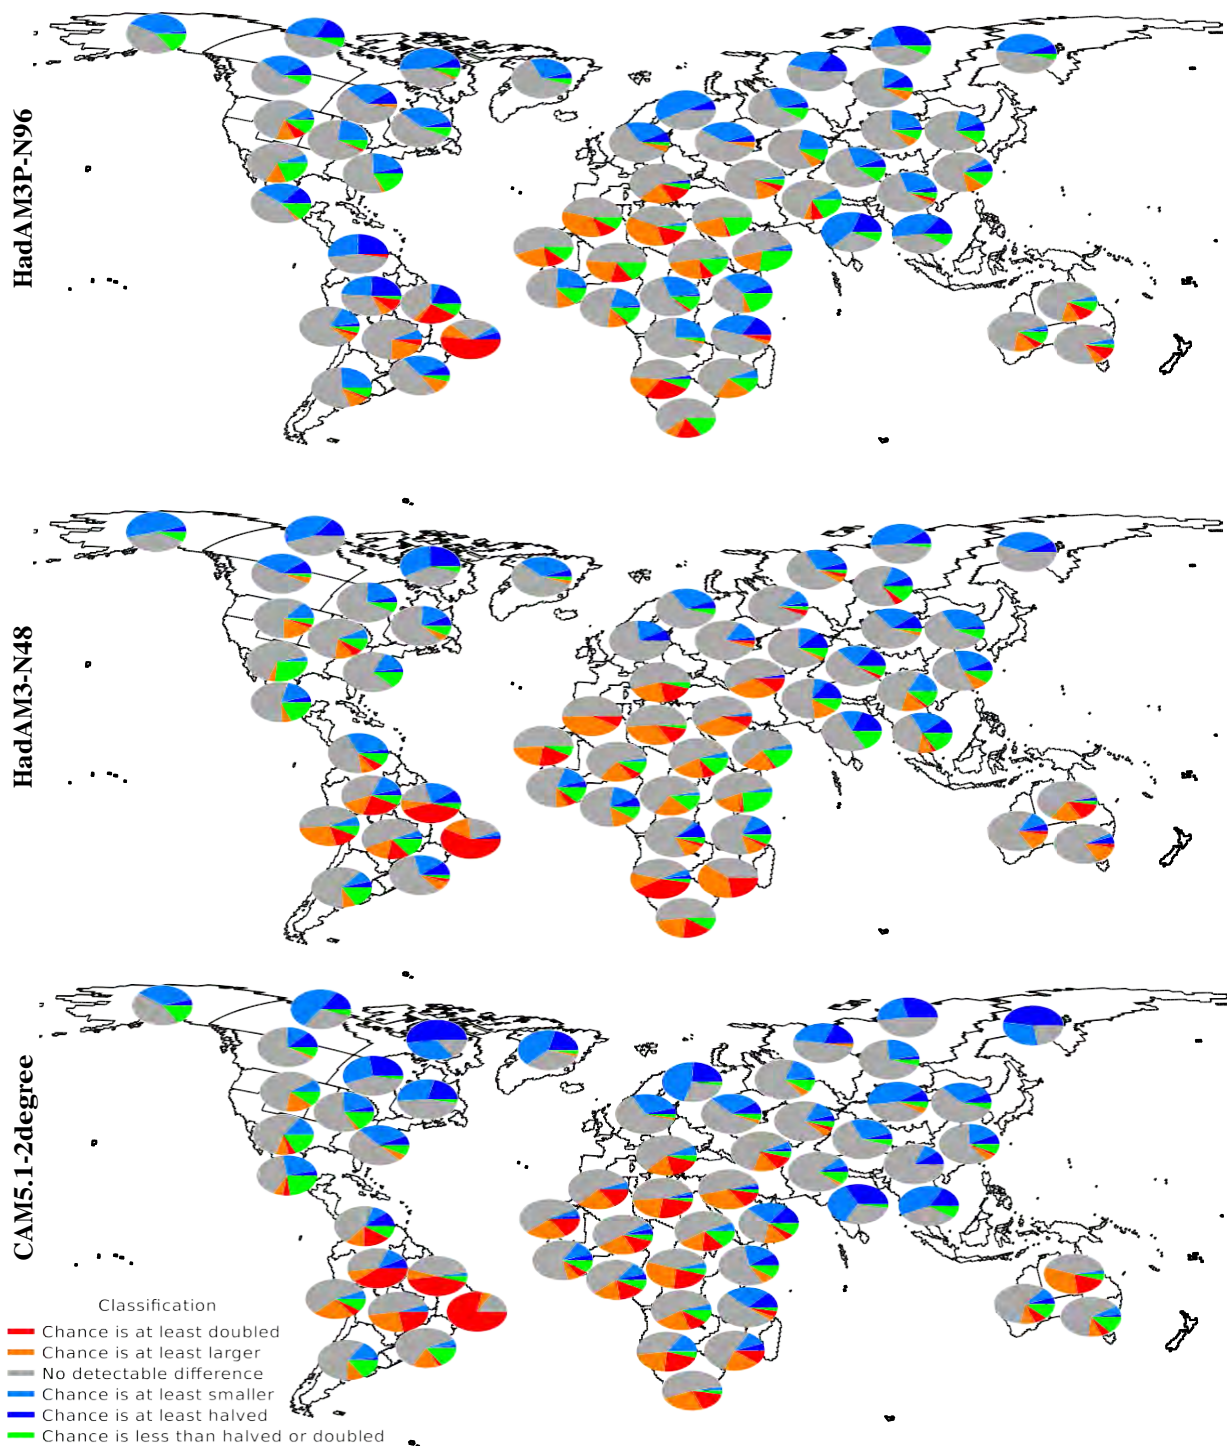 HadAM3P-N96
HadAM3-N48
CAM5.1-2degree
Classification
Chance is at least doubled
Chance is at least larger
No detectable difference
Chance is at least smaller
Chance is at least halved
Chance is less than halved or doubled